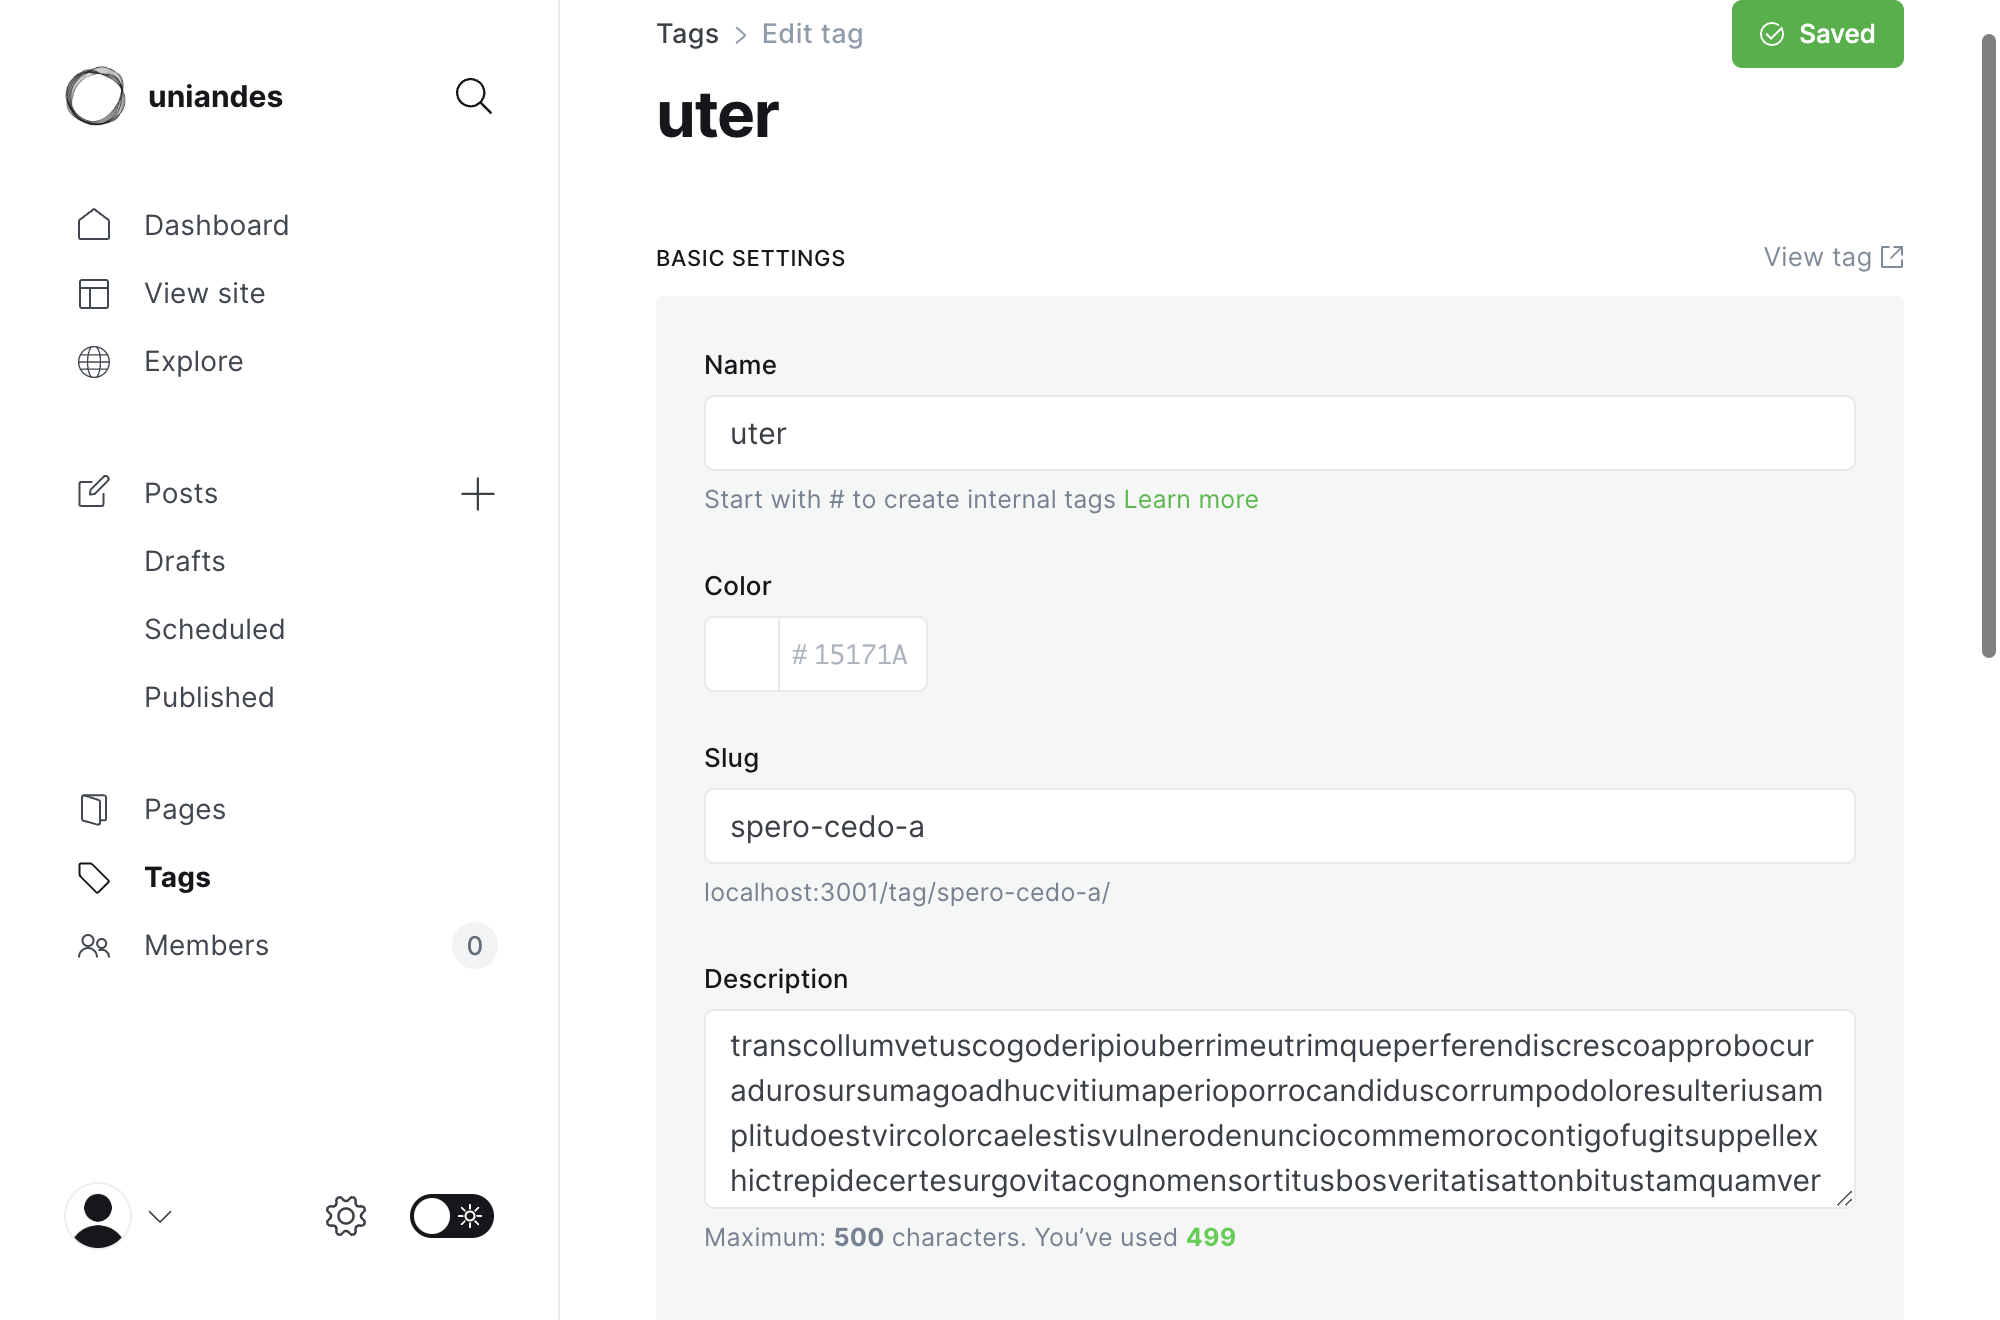 uniandes
Dashboard
View site
Explore
Posts
Drafts
Scheduled
Published
Pages
Tags
Members
0
Tags > Edit tag
Saved
uter
BASIC SETTINGS
View tag
Name
uter
Start with # to create internal tags Learn more
Color
# 15171A
Slug
spero-cedo-a
localhost:3001/tag/spero-cedo-a/
Description
transcollumvetuscogoderipiouberrimeutrimqueperferendiscrescoapprobocur
adurosursumagoadhucvitiumaperioporrocandiduscorrumpodoloresulteriusam
plitudoestvircolorcaelestisvulnerodenunciocommemorocontigofugitsuppellex
hictrepidecertesurgovitacognomensortitusbosveritatisattonbitustamquamver
Maximum: 500 characters. You’ve used 499